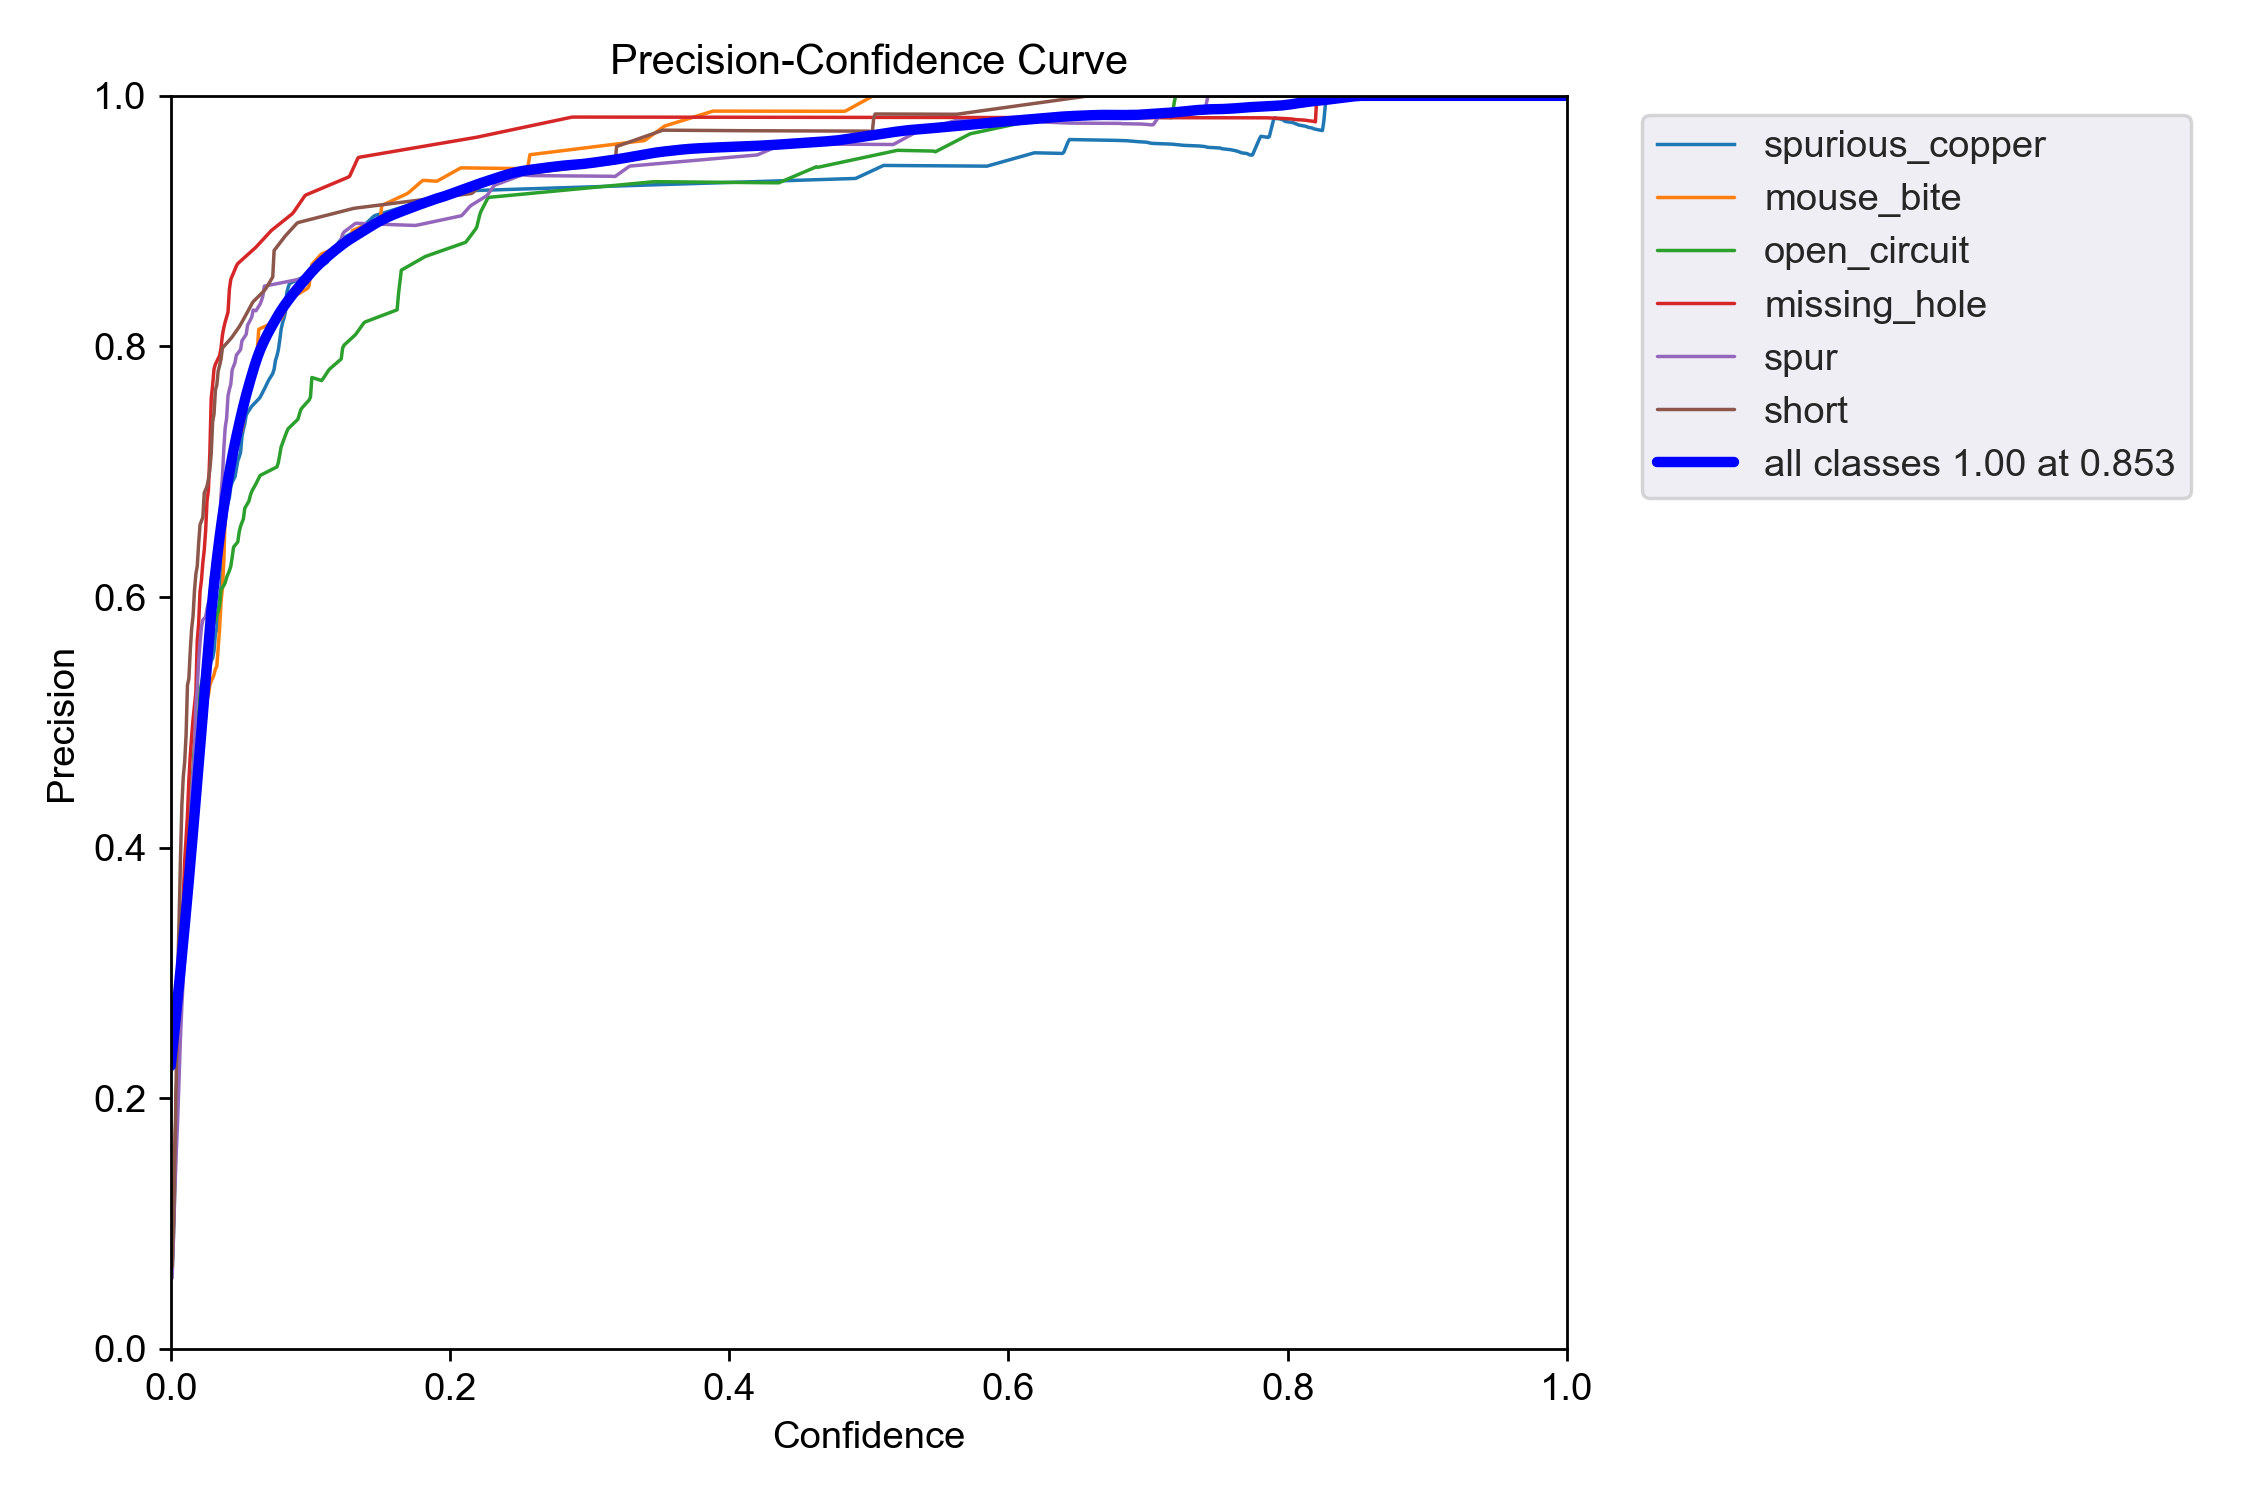 Precision-Confidence Curve
1.0
0.8
0.6
0.4
0.2
0.0
Precision
0.0 0.2 0.4 0.6 0.8 1.0
Confidence
spurious_copper
mouse_bite
open_circuit
missing_hole
spur
short
all classes 1.00 at 0.853